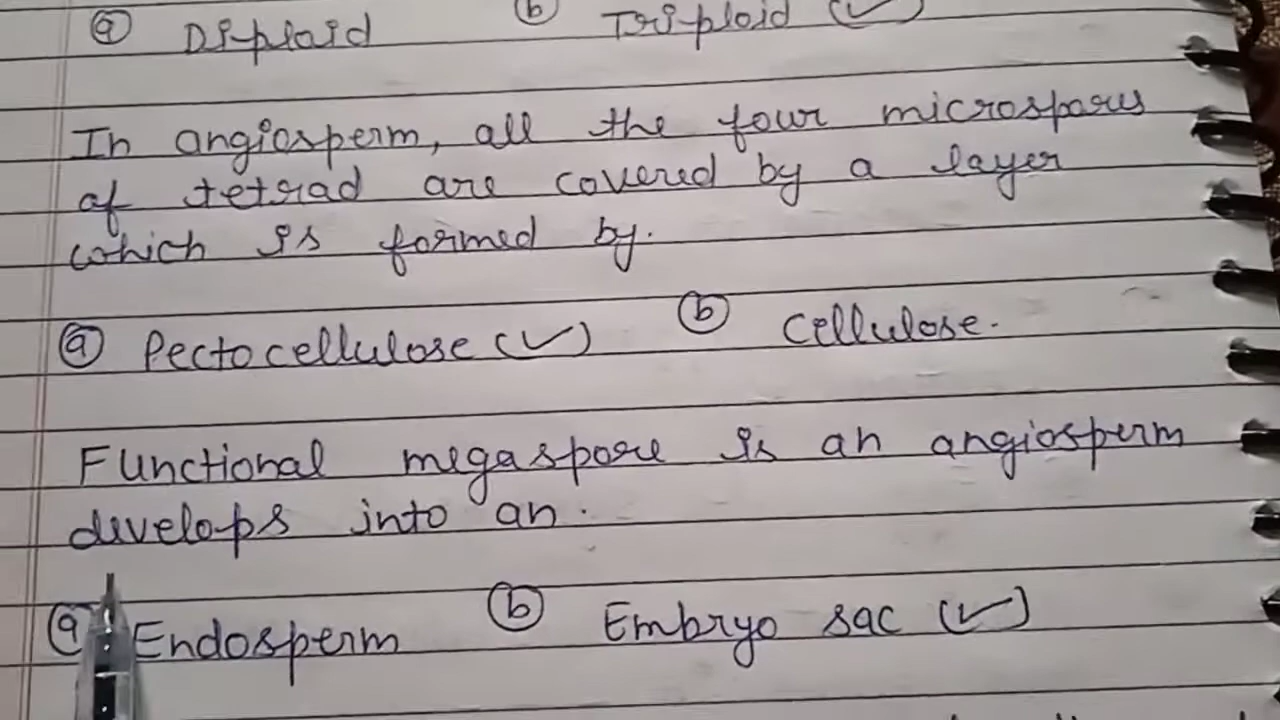 ⓐ Diploid ⓑ Triploid (✓)
In angiosperm, all the four microspores
of tetrad are covered by a layer
which is formed by.
ⓐ Pectocellulose (✓) ⓑ Cellulose.
Functional megaspore is an angiosperm
develops into an.
ⓐ Endosperm ⓑ Embryo sac (✓)